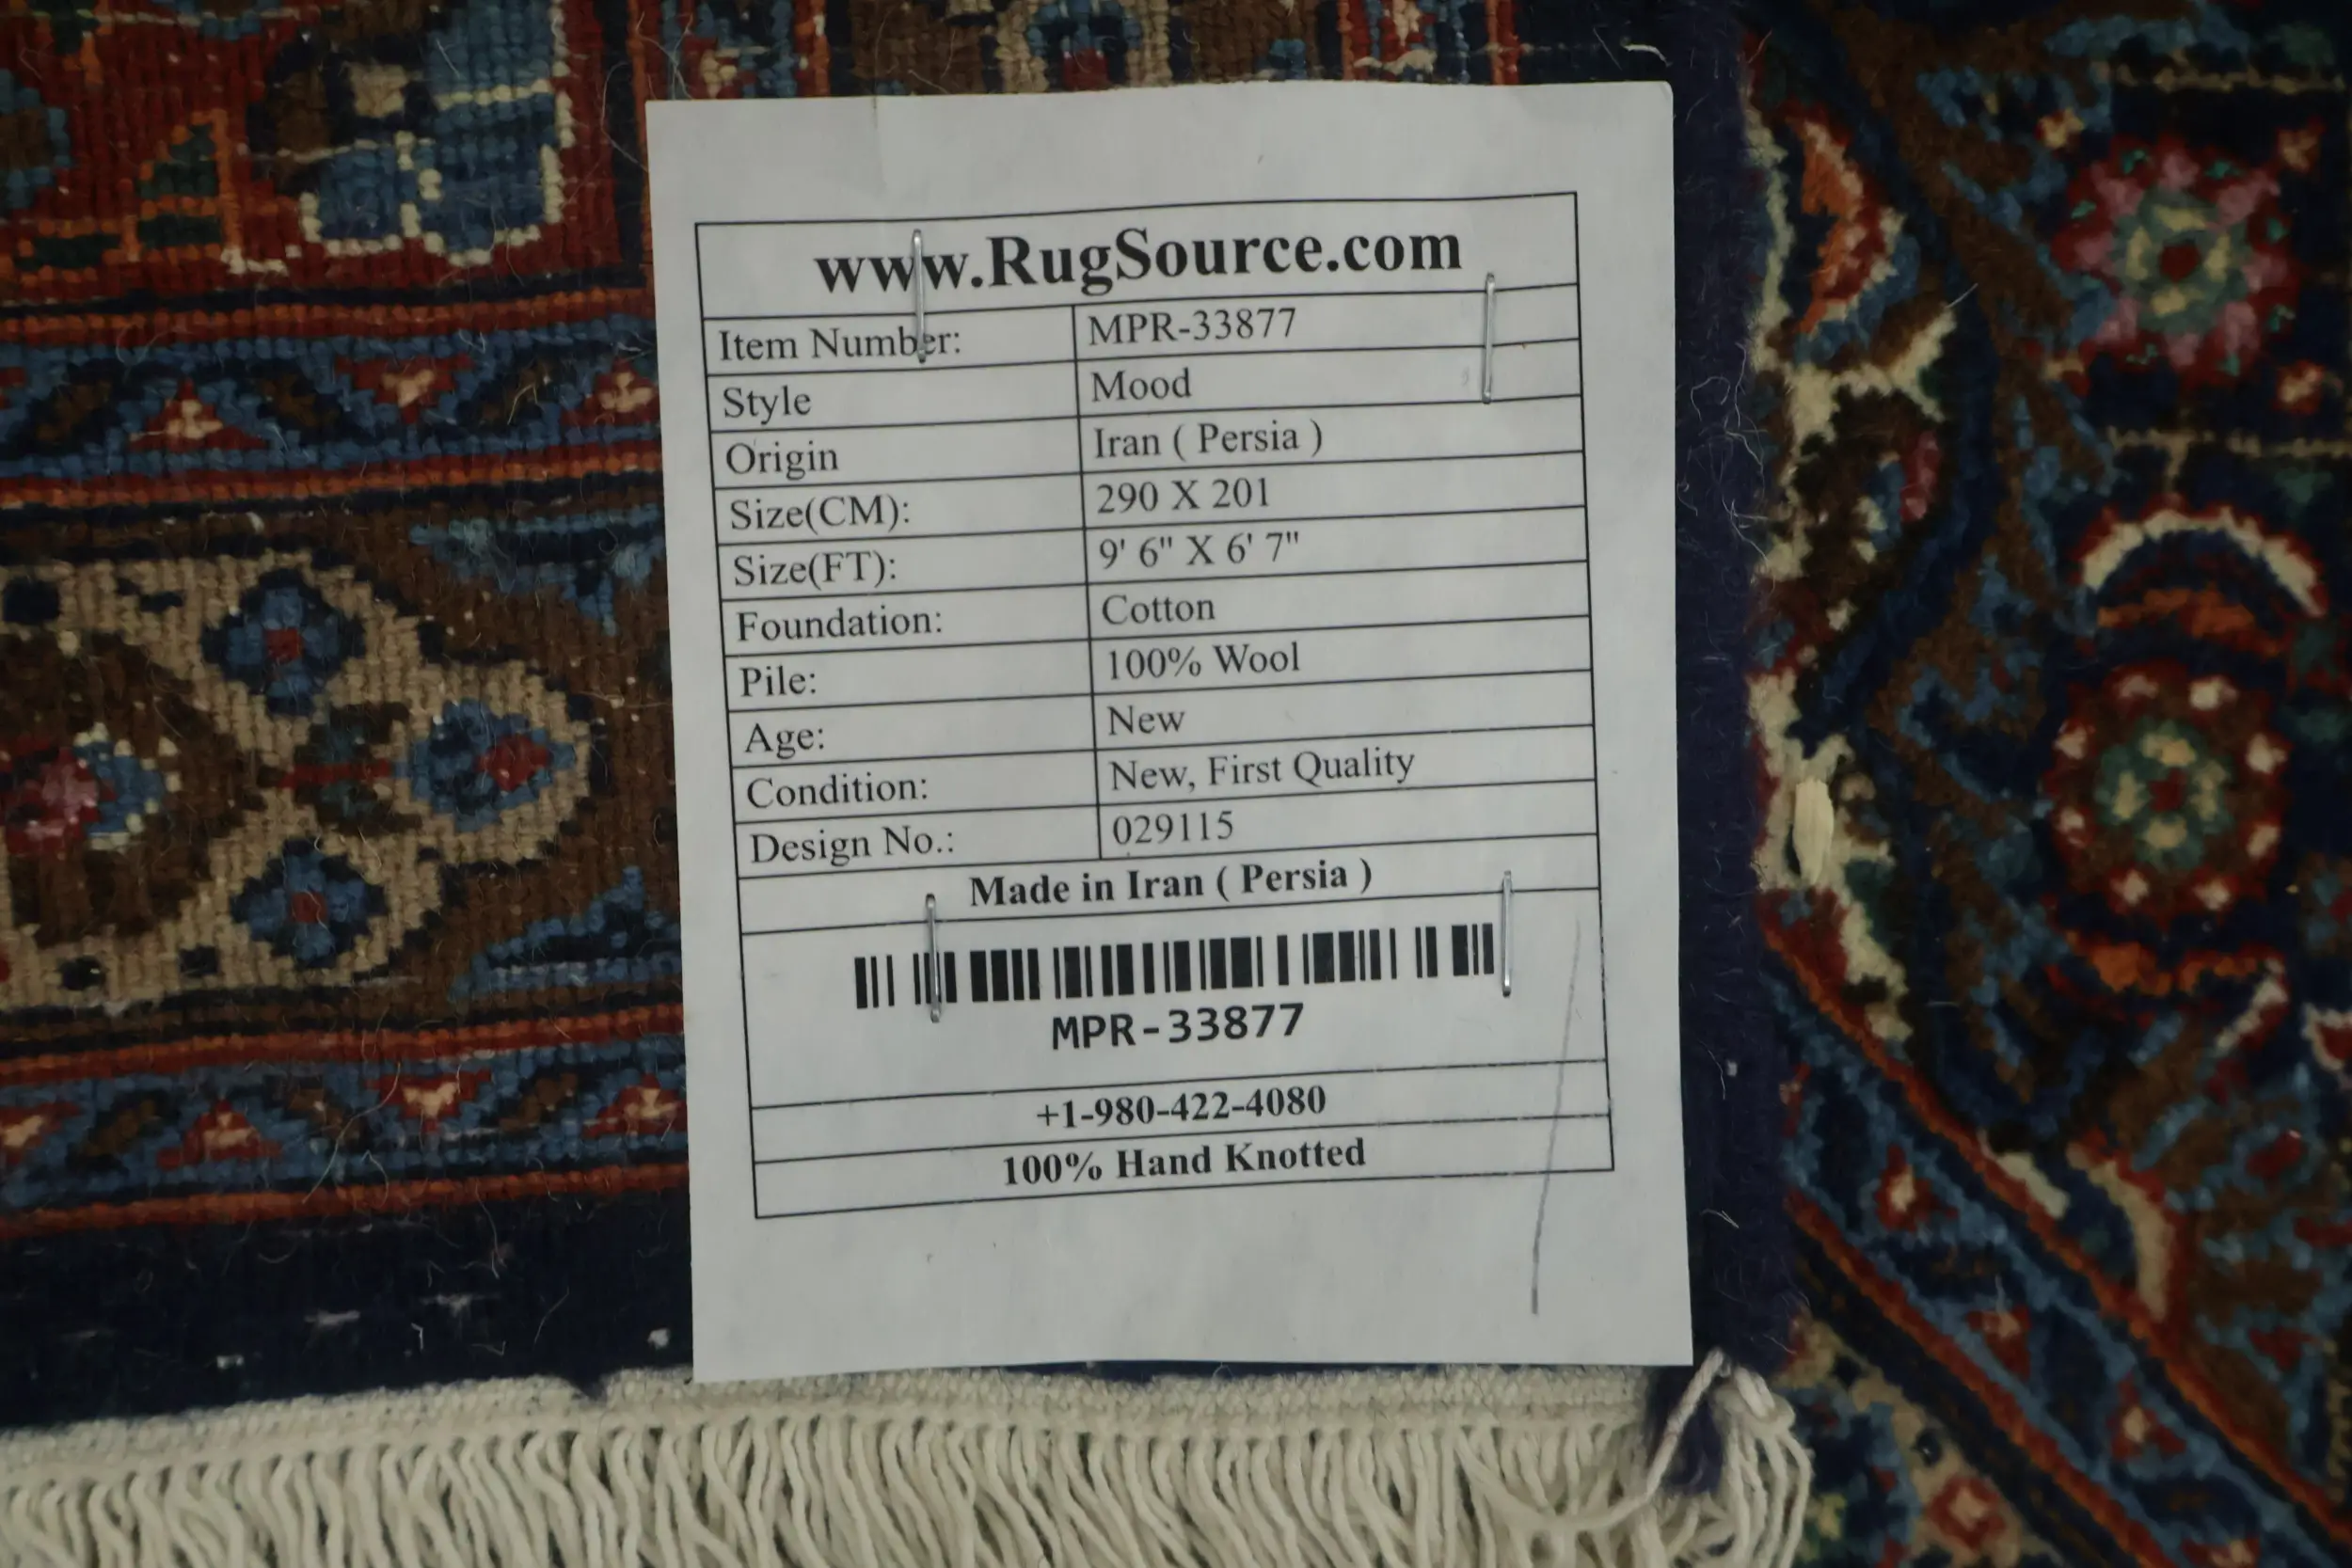 www.RugSource.com
Item Number: MPR-33877
Style Mood
Origin Iran ( Persia )
Size(CM): 290 X 201
Size(FT): 9' 6" X 6' 7"
Foundation: Cotton
Pile: 100% Wool
Age: New
Condition: New, First Quality
Design No.: 029115
Made in Iran ( Persia )
MPR-33877
+1-980-422-4080
100% Hand Knotted